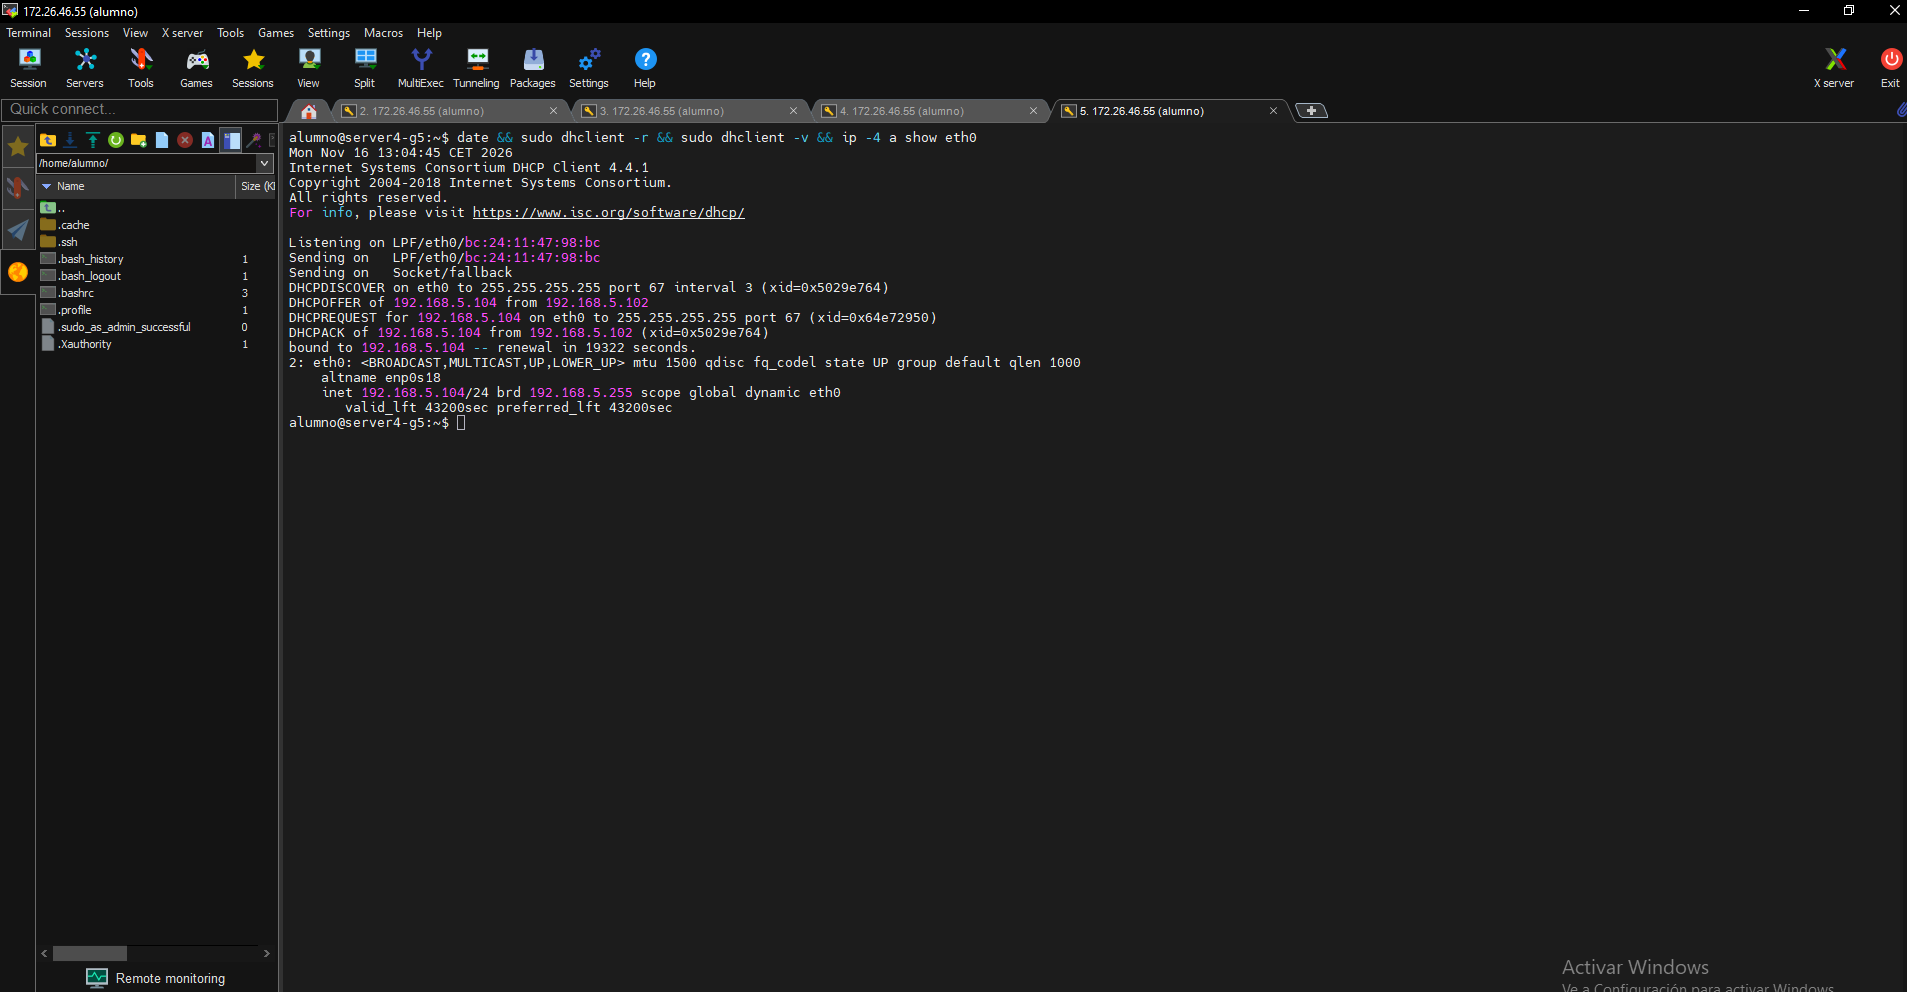 172.26.46.55 (alumno)
Terminal Sessions View X server Tools Games Settings Macros Help
Session Servers Tools Games Sessions View Split MultiExec Tunneling Packages Settings Help X server Exit
Quick connect...
2. 172.26.46.55 (alumno) 3. 172.26.46.55 (alumno) 4. 172.26.46.55 (alumno) 5. 172.26.46.55 (alumno)
/home/alumno/
Name Size (K
..
.cache
.ssh
.bash_history 1
.bash_logout 1
.bashrc 3
.profile 1
.sudo_as_admin_successful 0
.Xauthority 1
Remote monitoring
alumno@server4-g5:~$ date && sudo dhclient -r && sudo dhclient -v && ip -4 a show eth0
Mon Nov 16 13:04:45 CET 2026
Internet Systems Consortium DHCP Client 4.4.1
Copyright 2004-2018 Internet Systems Consortium.
All rights reserved.
For info, please visit https://www.isc.org/software/dhcp/
Listening on LPF/eth0/bc:24:11:47:98:bc
Sending on   LPF/eth0/bc:24:11:47:98:bc
Sending on   Socket/fallback
DHCPDISCOVER on eth0 to 255.255.255.255 port 67 interval 3 (xid=0x5029e764)
DHCPOFFER of 192.168.5.104 from 192.168.5.102
DHCPREQUEST for 192.168.5.104 on eth0 to 255.255.255.255 port 67 (xid=0x64e72950)
DHCPACK of 192.168.5.104 from 192.168.5.102 (xid=0x5029e764)
bound to 192.168.5.104 -- renewal in 19322 seconds.
2: eth0: <BROADCAST,MULTICAST,UP,LOWER_UP> mtu 1500 qdisc fq_codel state UP group default qlen 1000
    altname enp0s18
    inet 192.168.5.104/24 brd 192.168.5.255 scope global dynamic eth0
       valid_lft 43200sec preferred_lft 43200sec
alumno@server4-g5:~$
Activar Windows
Ve a Configuración para activar Windows.